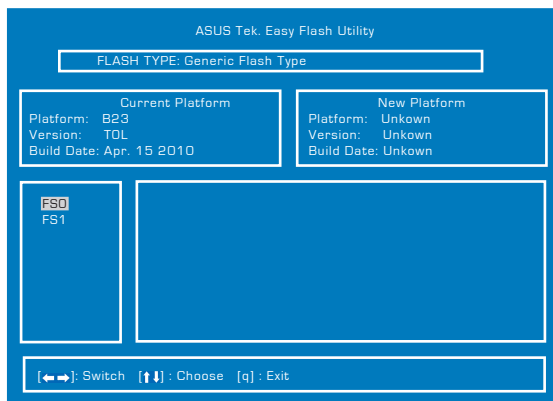 ASUS Tek. Easy Flash Utility
FLASH TYPE: Generic Flash Type
Current Platform
Platform: B23
Version: TOL
Build Date: Apr. 15 2010
New Platform
Platform: Unkown
Version: Unkown
Build Date: Unkown
FS0
FS1
[←→]: Switch [↑↓] : Choose [q] : Exit